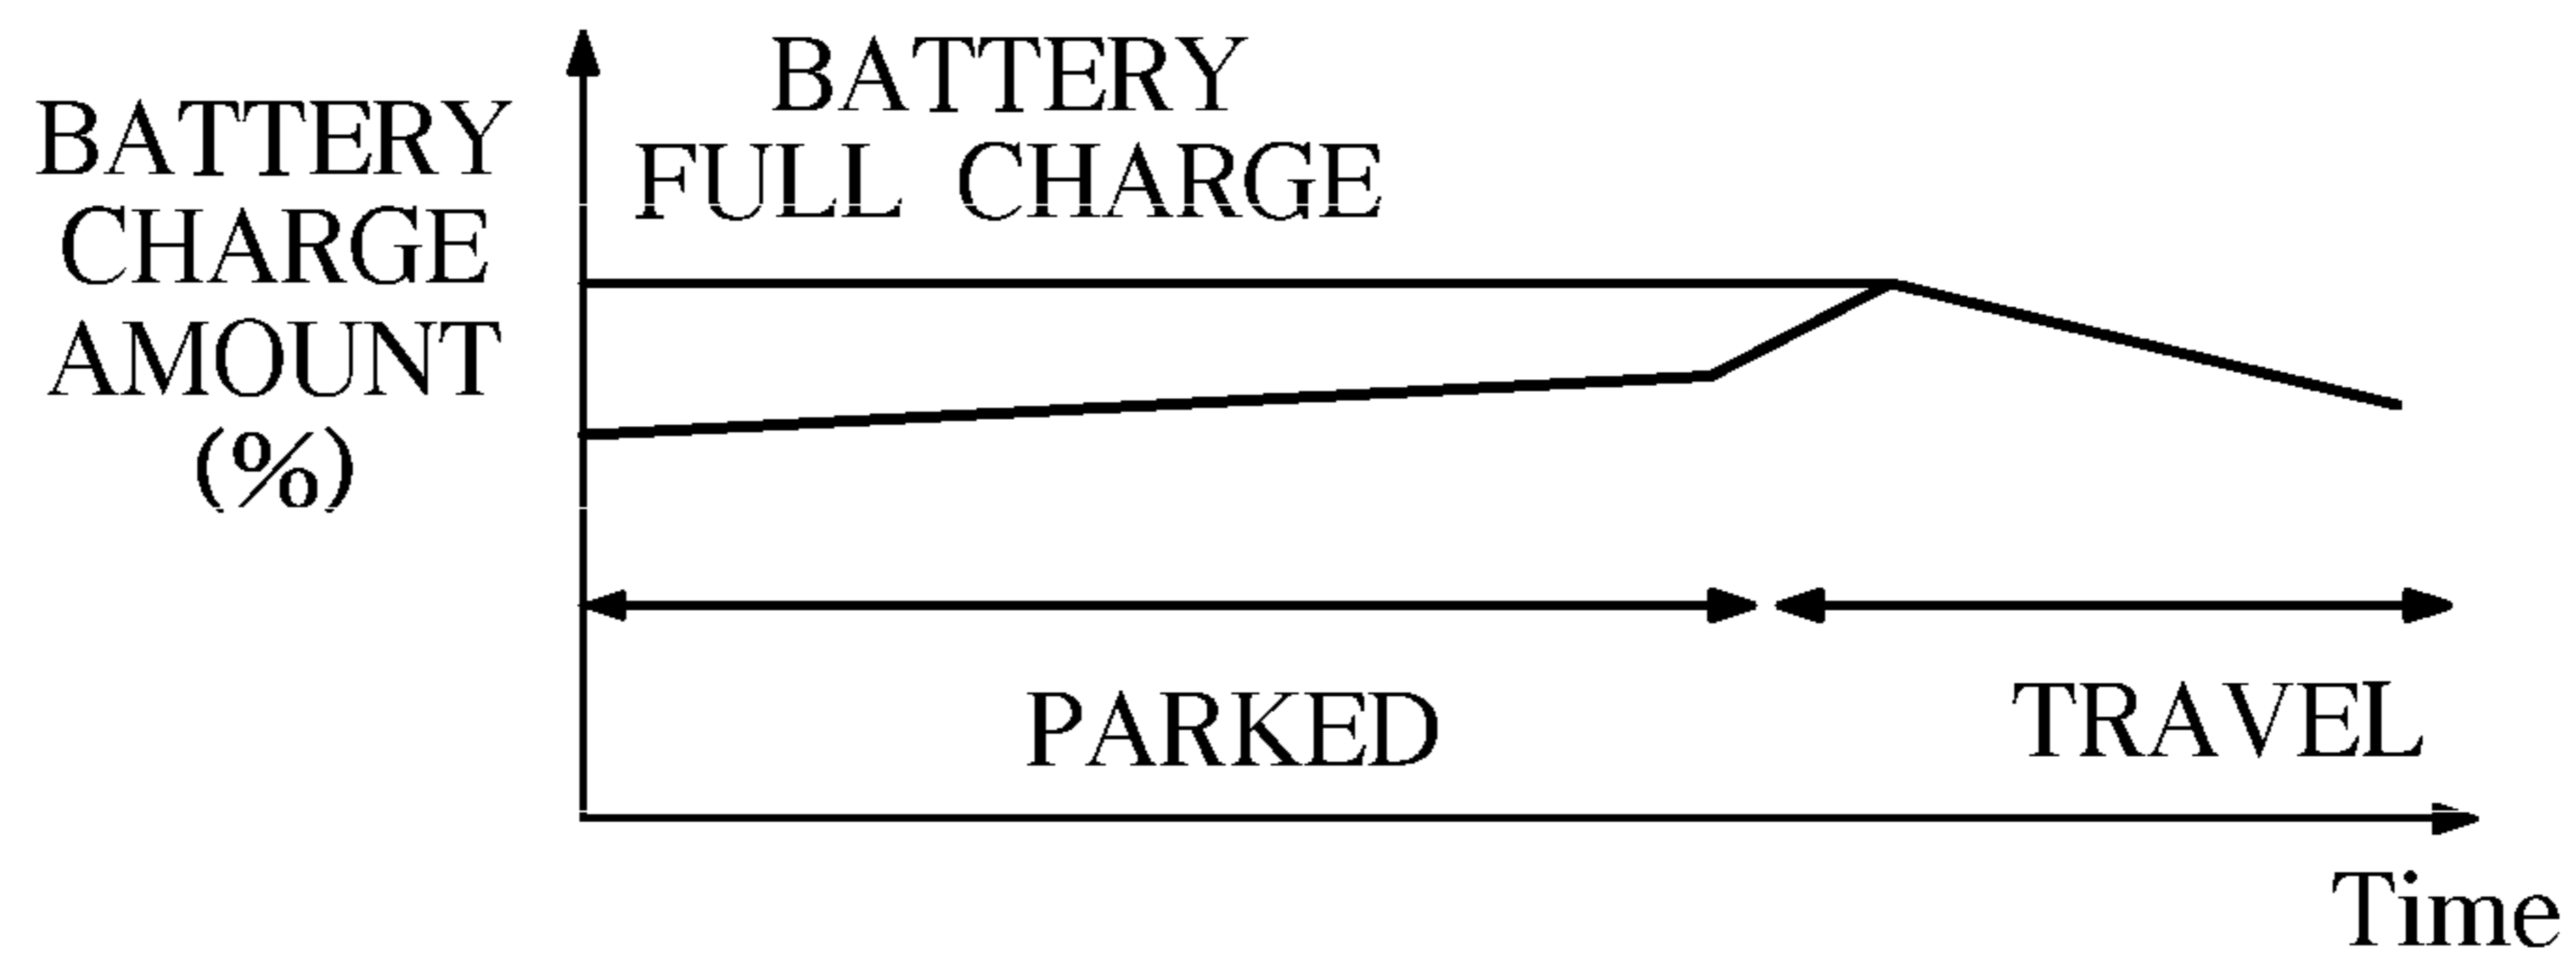 BATTERY
CHARGE
AMOUNT
(%)
BATTERY
FULL CHARGE
PARKED
TRAVEL
Time